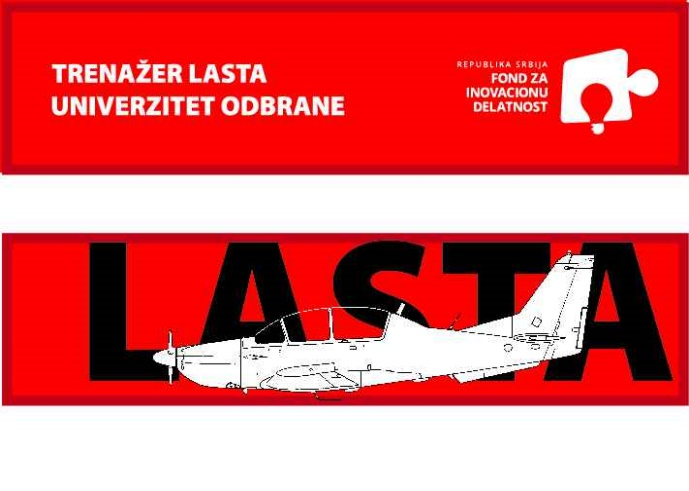 TRENAŽER LASTA
UNIVERZITET ODBRANE
REPUBLIKA SRBIJA
FOND ZA
INOVACIONU
DELATNOST
LASTA